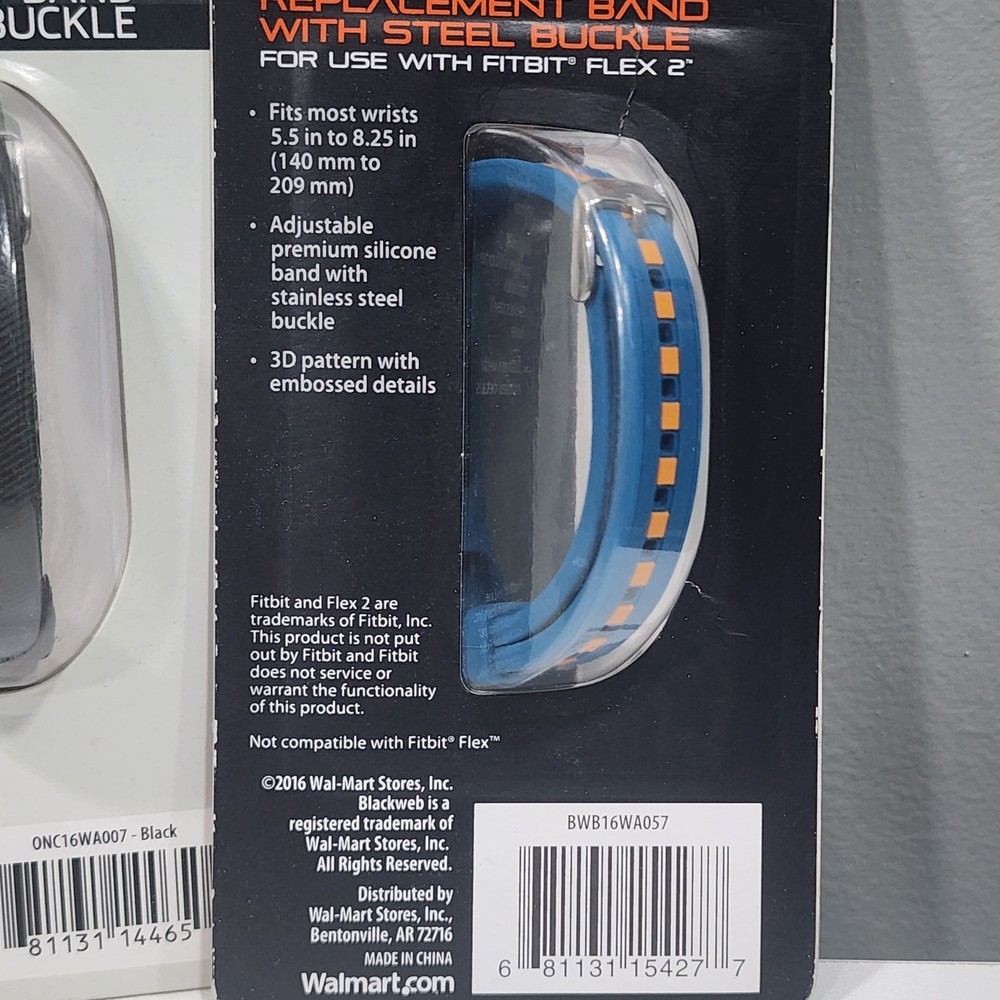 BUCKLE
ONC16WA007 - Black
81131 14465
REPLACEMENT BAND
WITH STEEL BUCKLE
FOR USE WITH FITBIT® FLEX 2™
• Fits most wrists
5.5 in to 8.25 in
(140 mm to
209 mm)
• Adjustable
premium silicone
band with
stainless steel
buckle
• 3D pattern with
embossed details
Fitbit and Flex 2 are
trademarks of Fitbit, Inc.
This product is not put
out by Fitbit and Fitbit
does not service or
warrant the functionality
of this product.
Not compatible with Fitbit® Flex™
©2016 Wal-Mart Stores, Inc.
Blackweb is a
registered trademark of
Wal-Mart Stores, Inc.
All Rights Reserved.
Distributed by
Wal-Mart Stores, Inc.,
Bentonville, AR 72716
MADE IN CHINA
Walmart.com
BWB16WA057
6 81131 15427 7